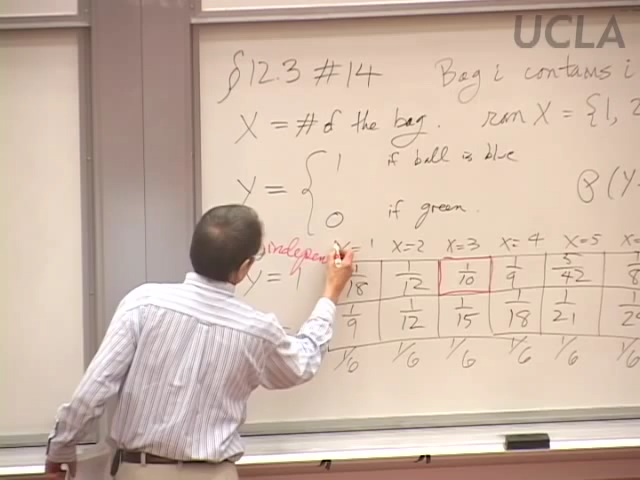 UCLA
§12.3 #14 Bag i contains i
X = # of the bag. ran X = {1, 2
Y = { 1 if ball is blue
0 if green.
P(Y
indepen
X=1 X=2 X=3 X=4 X=5
Y=1 1/18 1/12 1/10 1/9 5/42
1/9 1/12 1/15 1/18 1/21
1/6 1/6 1/6 1/6 1/6 1/6